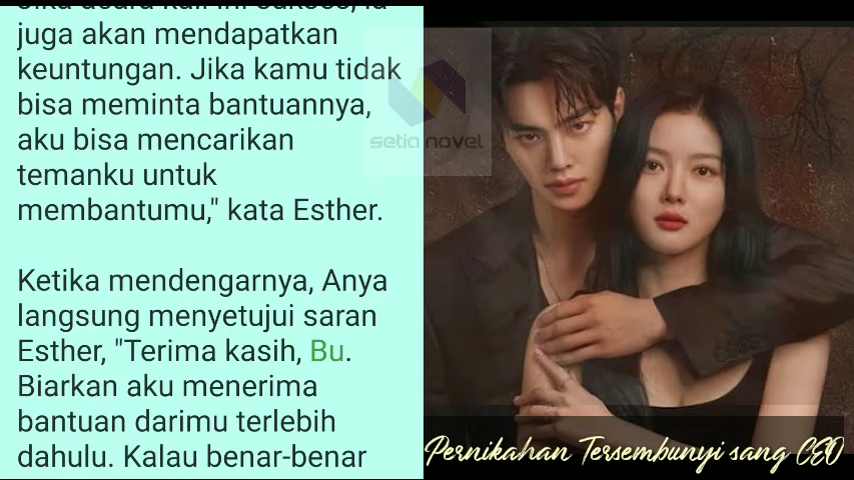 juga akan mendapatkan
keuntungan. Jika kamu tidak
bisa meminta bantuannya,
aku bisa mencarikan
temanku untuk
membantumu," kata Esther.
Ketika mendengarnya, Anya
langsung menyetujui saran
Esther, "Terima kasih, Bu.
Biarkan aku menerima
bantuan darimu terlebih
dahulu. Kalau benar-benar
setia novel
Pernikahan Tersembunyi sang CEO